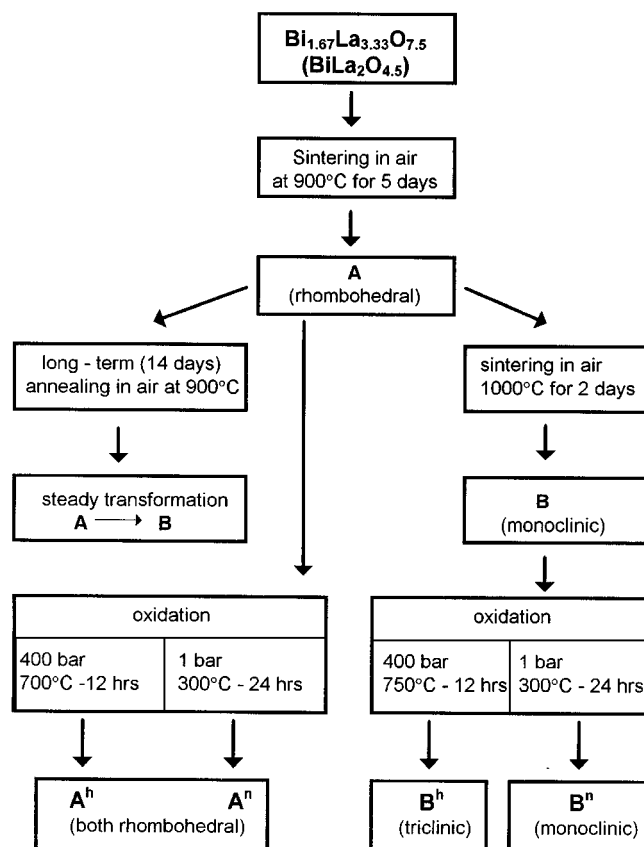 Bi₁.₆₇La₃.₃₃O₇.₅
(BiLa₂O₄.₅)
Sintering in air
at 900°C for 5 days
A
(rhombohedral)
long - term (14 days)
annealing in air at 900°C
sintering in air
1000°C for 2 days
steady transformation
A → B
B
(monoclinic)
oxidation
400 bar
700°C -12 hrs
1 bar
300°C - 24 hrs
oxidation
400 bar
750°C - 12 hrs
1 bar
300°C - 24 hrs
Aʰ Aⁿ
(both rhombohedral)
Bʰ
(triclinic)
Bⁿ
(monoclinic)